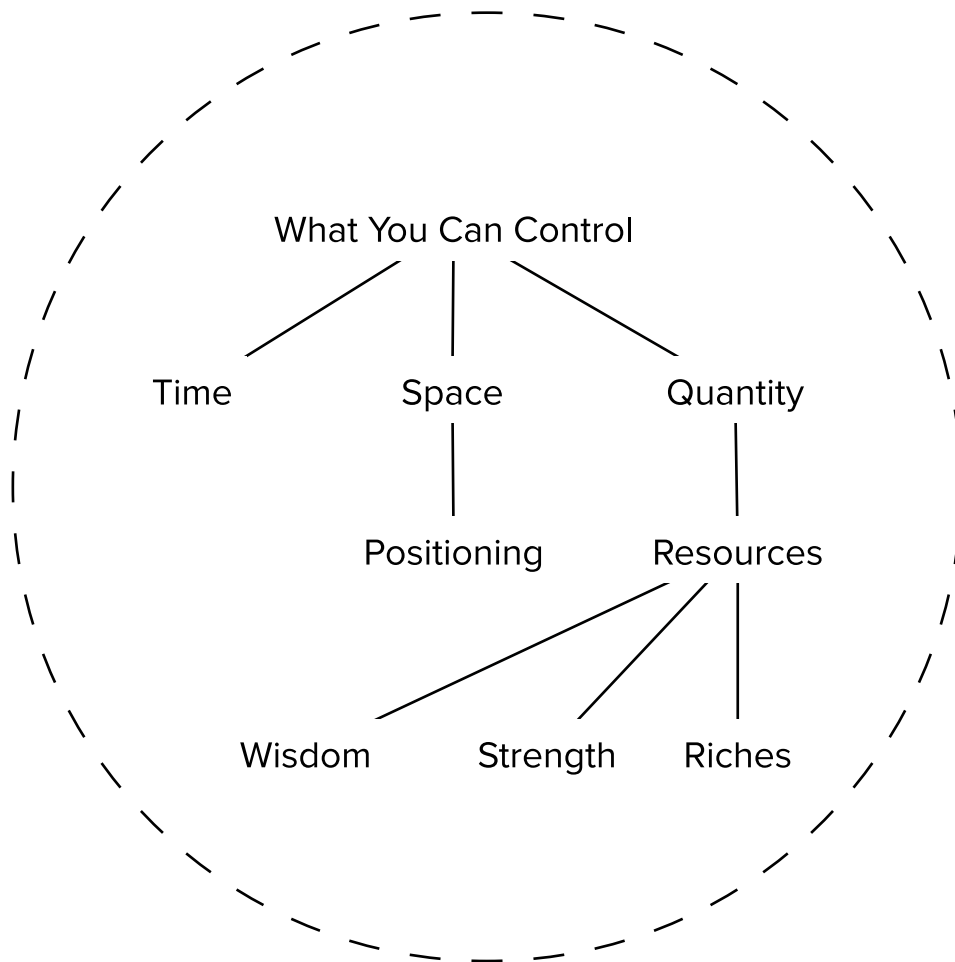 What You Can Control
Time Space Quantity
Positioning Resources
Wisdom Strength Riches